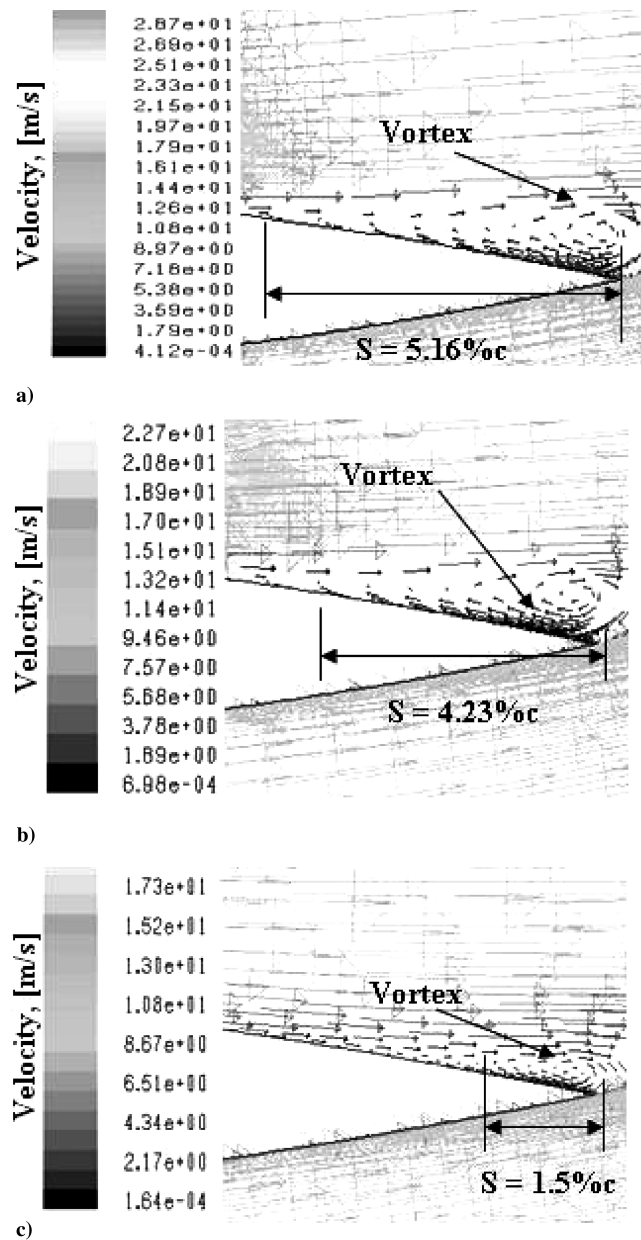 Velocity, [m/s]
2.87e+01
2.69e+01
2.51e+01
2.33e+01
2.15e+01
1.97e+01
1.79e+01
1.61e+01
1.44e+01
1.26e+01
1.08e+01
8.97e+00
7.18e+00
5.38e+00
3.59e+00
1.79e+00
4.12e-04
Vortex
S = 5.16%c
a)
Velocity, [m/s]
2.27e+01
2.08e+01
1.89e+01
1.70e+01
1.51e+01
1.32e+01
1.14e+01
9.46e+00
7.57e+00
5.68e+00
3.78e+00
1.89e+00
6.98e-04
Vortex
S = 4.23%c
b)
Velocity, [m/s]
1.73e+01
1.52e+01
1.30e+01
1.08e+01
8.67e+00
6.51e+00
4.34e+00
2.17e+00
1.64e-04
Vortex
S = 1.5%c
c)